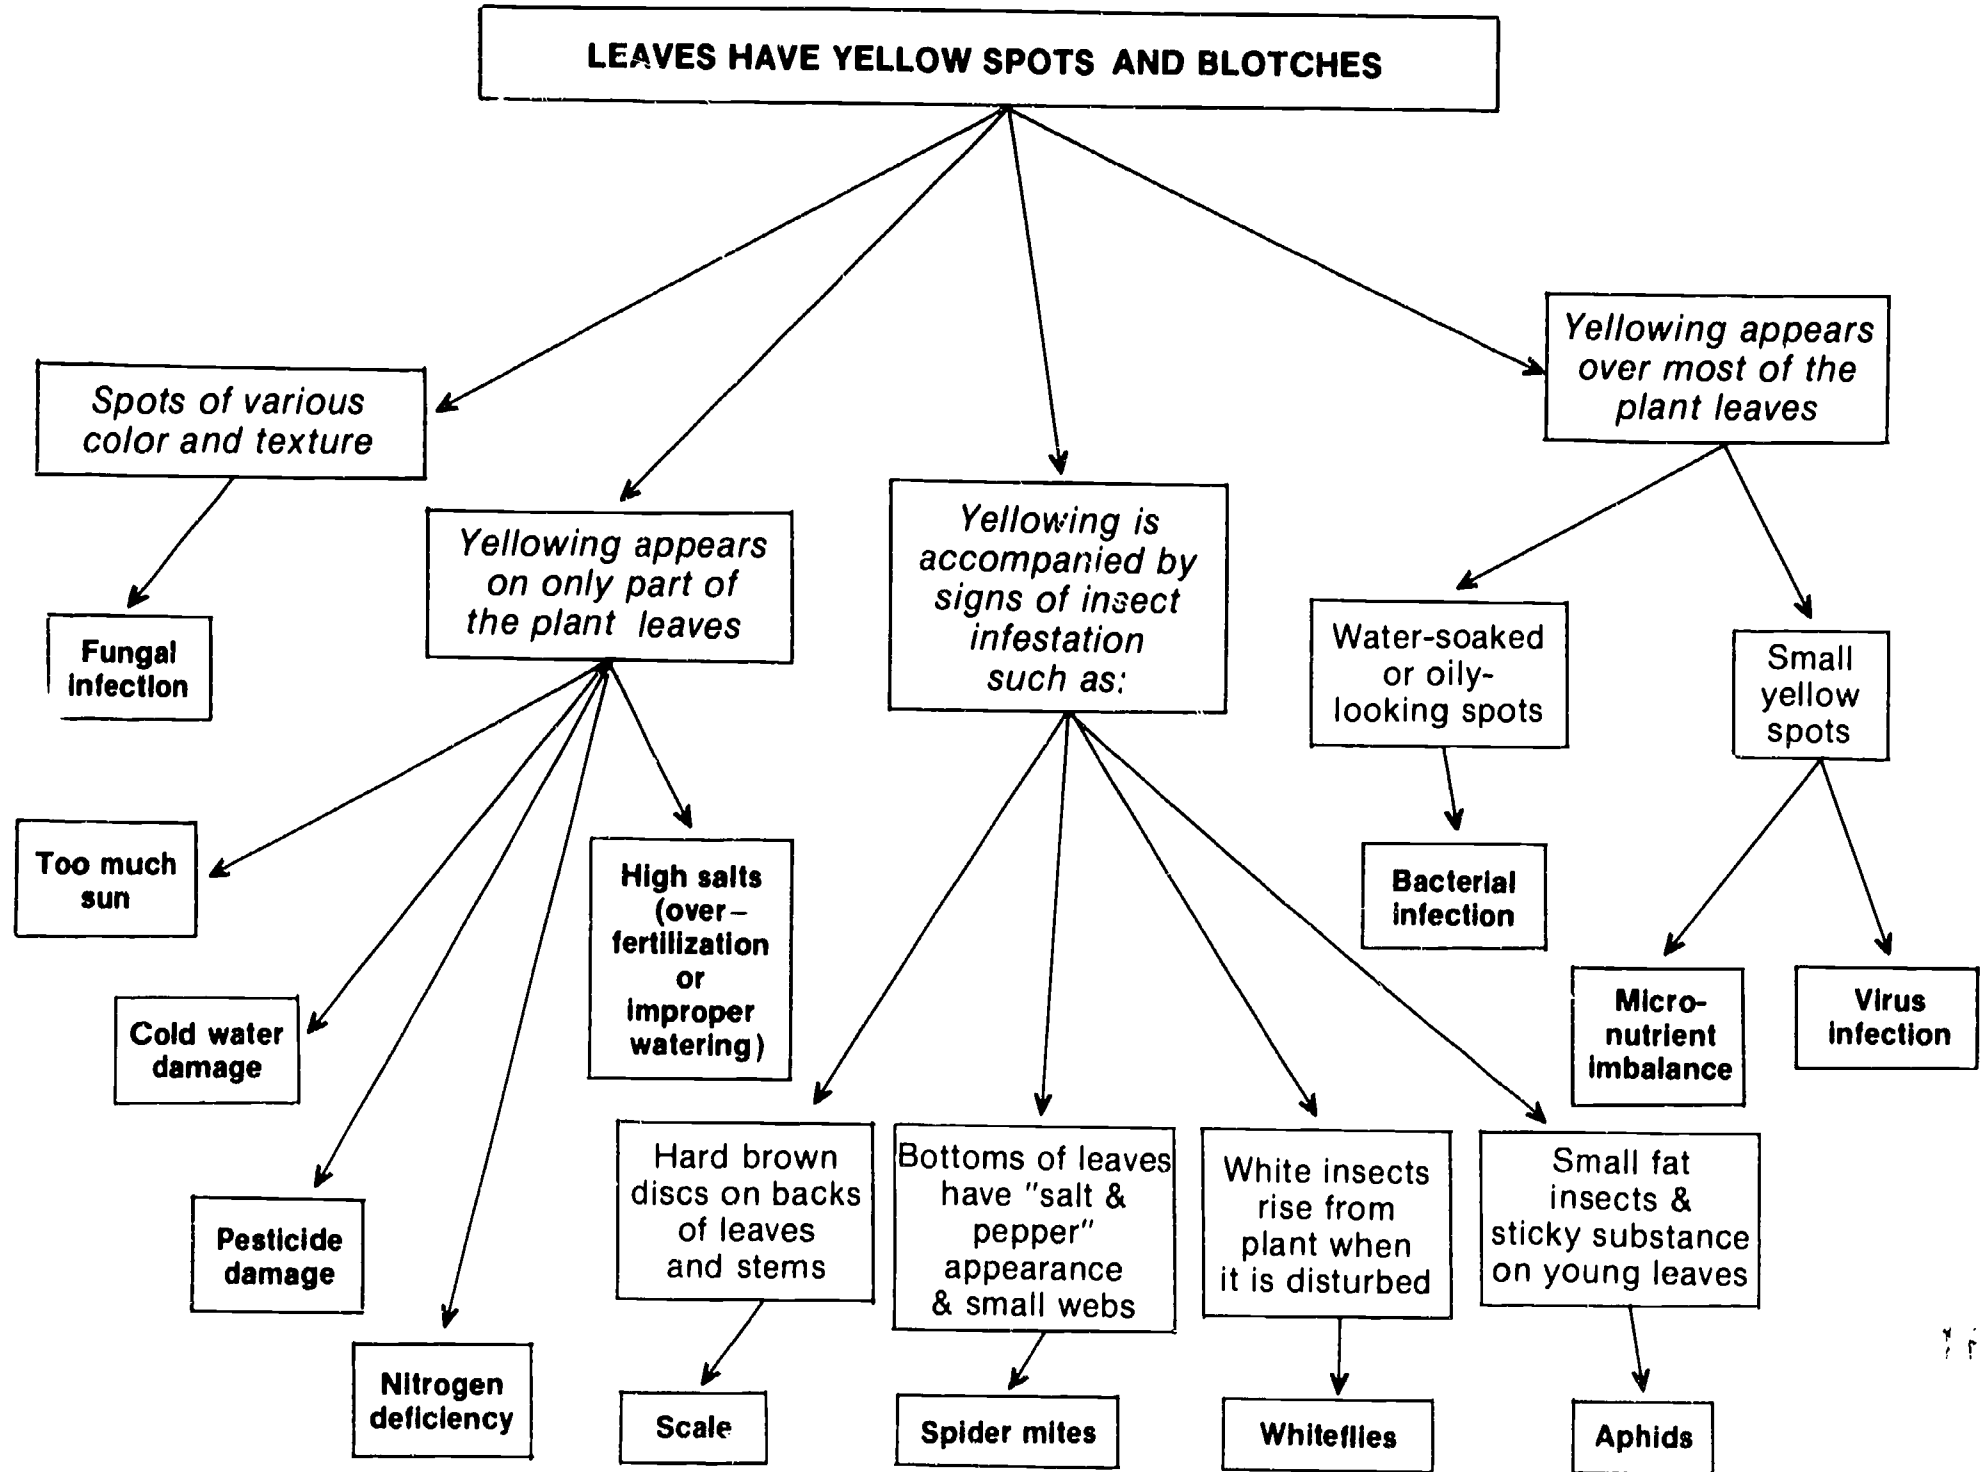 LEAVES HAVE YELLOW SPOTS AND BLOTCHES
Spots of various
color and texture
Fungal
infection
Yellowing appears
on only part of
the plant leaves
Too much
sun
Cold water
damage
Pesticide
damage
Nitrogen
deficiency
High salts
(over-
fertilization
or
improper
watering)
Yellowing is
accompanied by
signs of insect
infestation
such as:
Hard brown
discs on backs
of leaves
and stems
Scale
Bottoms of leaves
have "salt &
pepper"
appearance
& small webs
Spider mites
White insects
rise from
plant when
it is disturbed
Whiteflies
Small fat
insects &
sticky substance
on young leaves
Aphids
Yellowing appears
over most of the
plant leaves
Water-soaked
or oily-
looking spots
Bacterial
infection
Small
yellow
spots
Micro-
nutrient
imbalance
Virus
infection